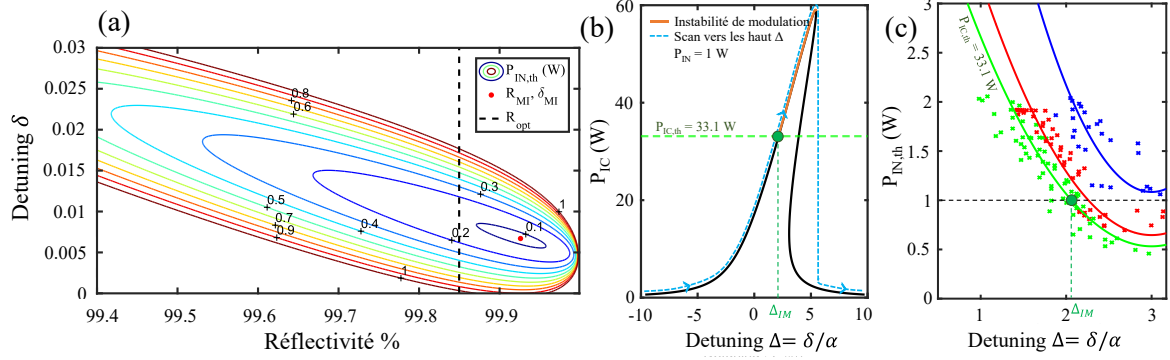 (a)
0.03
0.025
0.02
0.015
0.01
0.005
0
Detuning δ
99.4
99.5
99.6
99.7
99.8
99.9
Réflectivité %
0.8
0.6
0.5
0.7
0.9
0.4
0.3
0.2
0.1
1
1
P_IN,th (W)
R_MI, δ_MI
R_opt
(b)
60
40
20
0
P_IC (W)
Instabilité de modulation
Scan vers les haut Δ
P_IN = 1 W
P_IC,th = 33.1 W
-10
-5
0
5
10
Δ_IM
Detuning Δ= δ/α
(c)
3
2.5
2
1.5
1
0.5
0
P_IN,th (W)
P_IC,th = 33.1 W
1
2
3
Δ_IM
Detuning Δ= δ/α